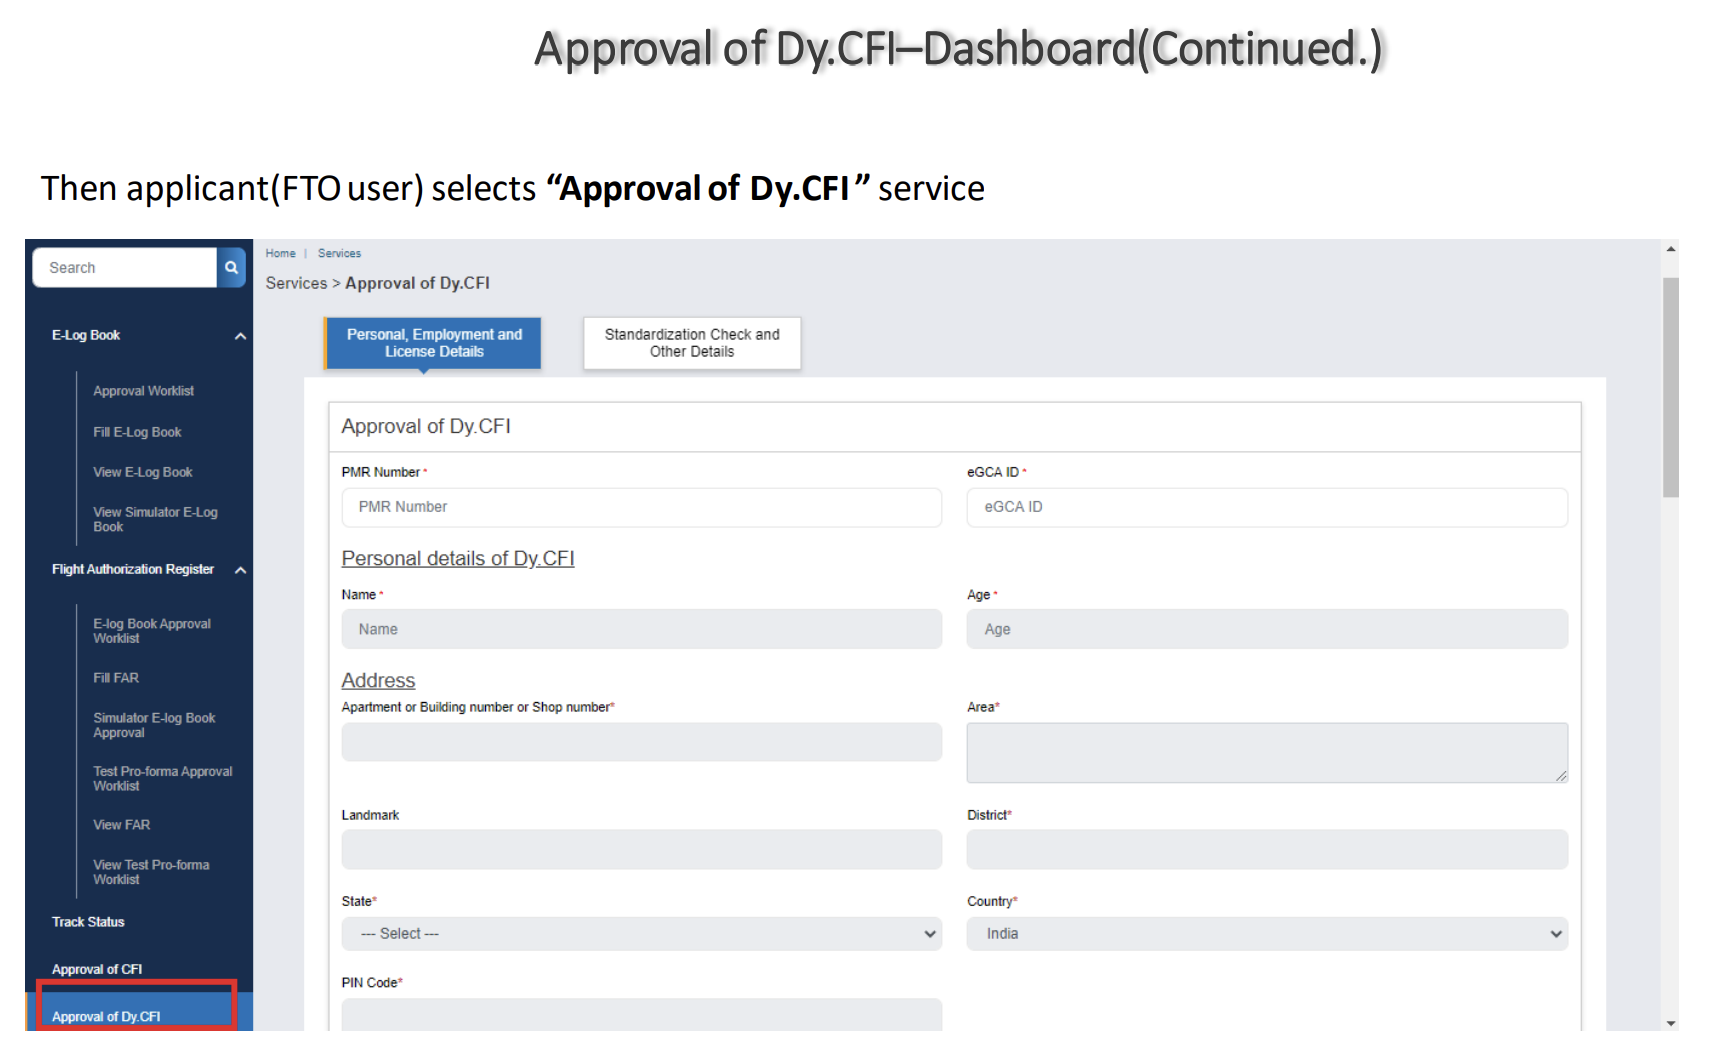 Approval of Dy.CFI–Dashboard(Continued.)
Then applicant(FTO user) selects “Approval of Dy.CFI ” service
Search
E-Log Book
Approval Worklist
Fill E-Log Book
View E-Log Book
View Simulator E-Log
Book
Flight Authorization Register
E-log Book Approval
Worklist
Fill FAR
Simulator E-log Book
Approval
Test Pro-forma Approval
Worklist
View FAR
View Test Pro-forma
Worklist
Track Status
Approval of CFI
Approval of Dy.CFI
Home | Services
Services > Approval of Dy.CFI
Personal, Employment and
License Details
Standardization Check and
Other Details
Approval of Dy.CFI
PMR Number *
eGCA ID *
PMR Number
eGCA ID
Personal details of Dy.CFI
Name *
Age *
Name
Age
Address
Apartment or Building number or Shop number*
Area*
Landmark
District*
State*
Country*
--- Select ---
India
PIN Code*